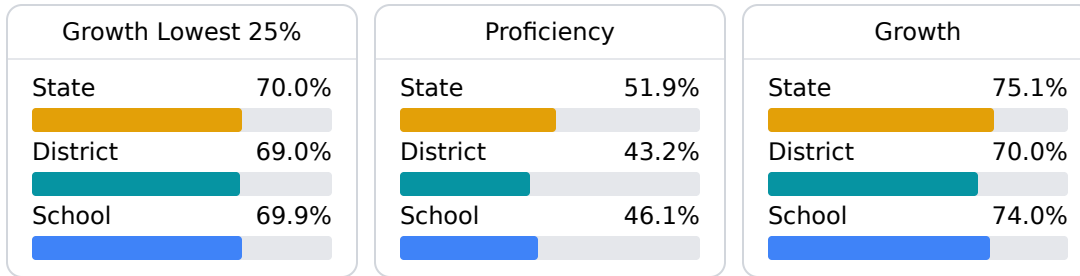 Growth Lowest 25%
State 70.0%
District 69.0%
School 69.9%
Proficiency
State 51.9%
District 43.2%
School 46.1%
Growth
State 75.1%
District 70.0%
School 74.0%